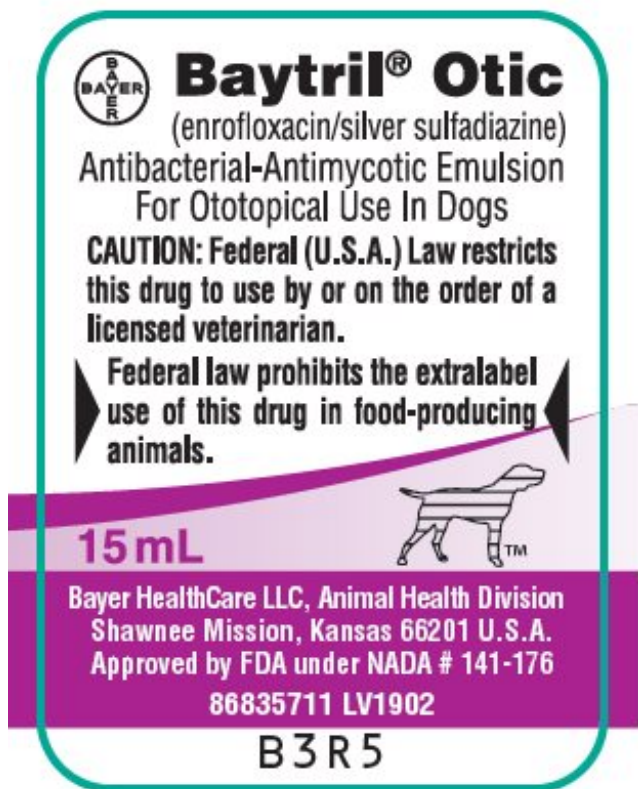 BAYER
BAYER
Baytril® Otic
(enrofloxacin/silver sulfadiazine)
Antibacterial-Antimycotic Emulsion
For Ototopical Use In Dogs
CAUTION: Federal (U.S.A.) Law restricts
this drug to use by or on the order of a
licensed veterinarian.
Federal law prohibits the extralabel
use of this drug in food-producing
animals.
15 mL
TM
Bayer HealthCare LLC, Animal Health Division
Shawnee Mission, Kansas 66201 U.S.A.
Approved by FDA under NADA # 141-176
86835711 LV1902
B3R5